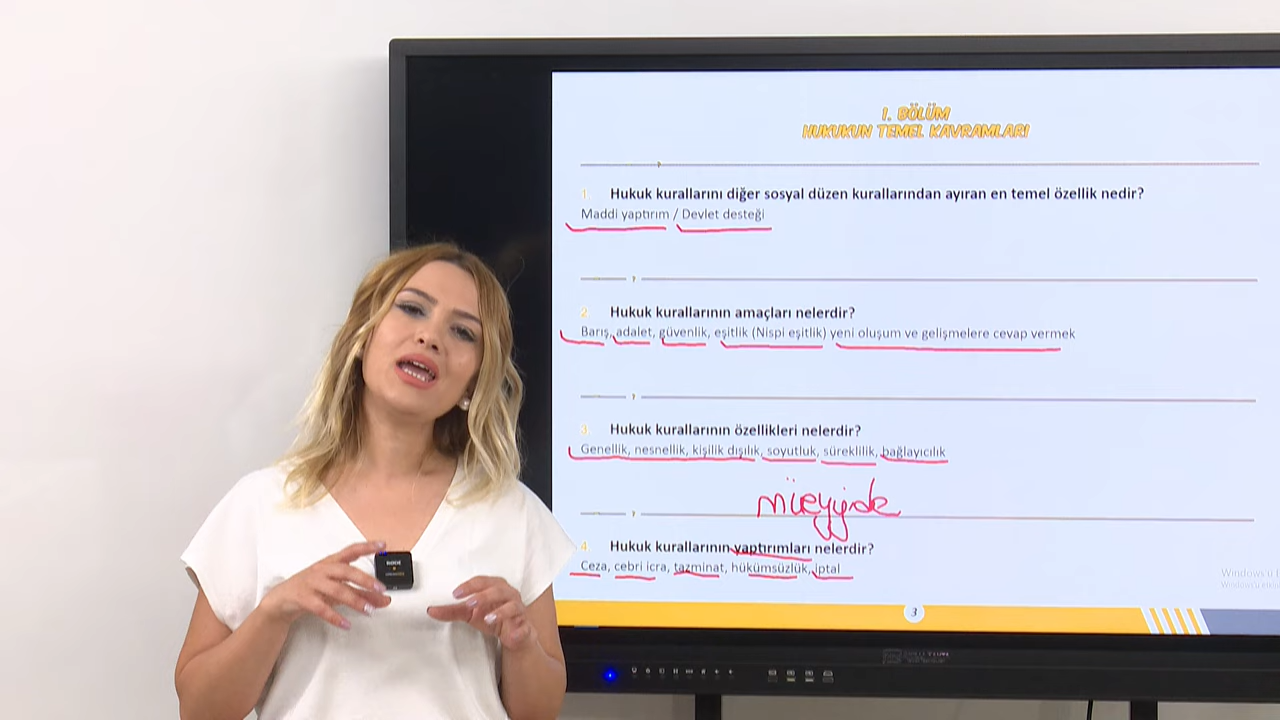 1. BÖLÜM
HUKUKUN TEMEL KAVRAMLARI
1. Hukuk kurallarını diğer sosyal düzen kurallarından ayıran en temel özellik nedir?
Maddi yaptırım / Devlet desteği
2. Hukuk kurallarının amaçları nelerdir?
Barış, adalet, güvenlik, eşitlik (Nispi eşitlik) yeni oluşum ve gelişmelere cevap vermek
3. Hukuk kurallarının özellikleri nelerdir?
Genellik, nesnellik, kişilik dışılık, soyutluk, süreklilik, bağlayıcılık
müeyyide
4. Hukuk kurallarının yaptırımları nelerdir?
Ceza, cebri icra, tazminat, hükümsüzlük, iptal
Windows'u
3
RODE